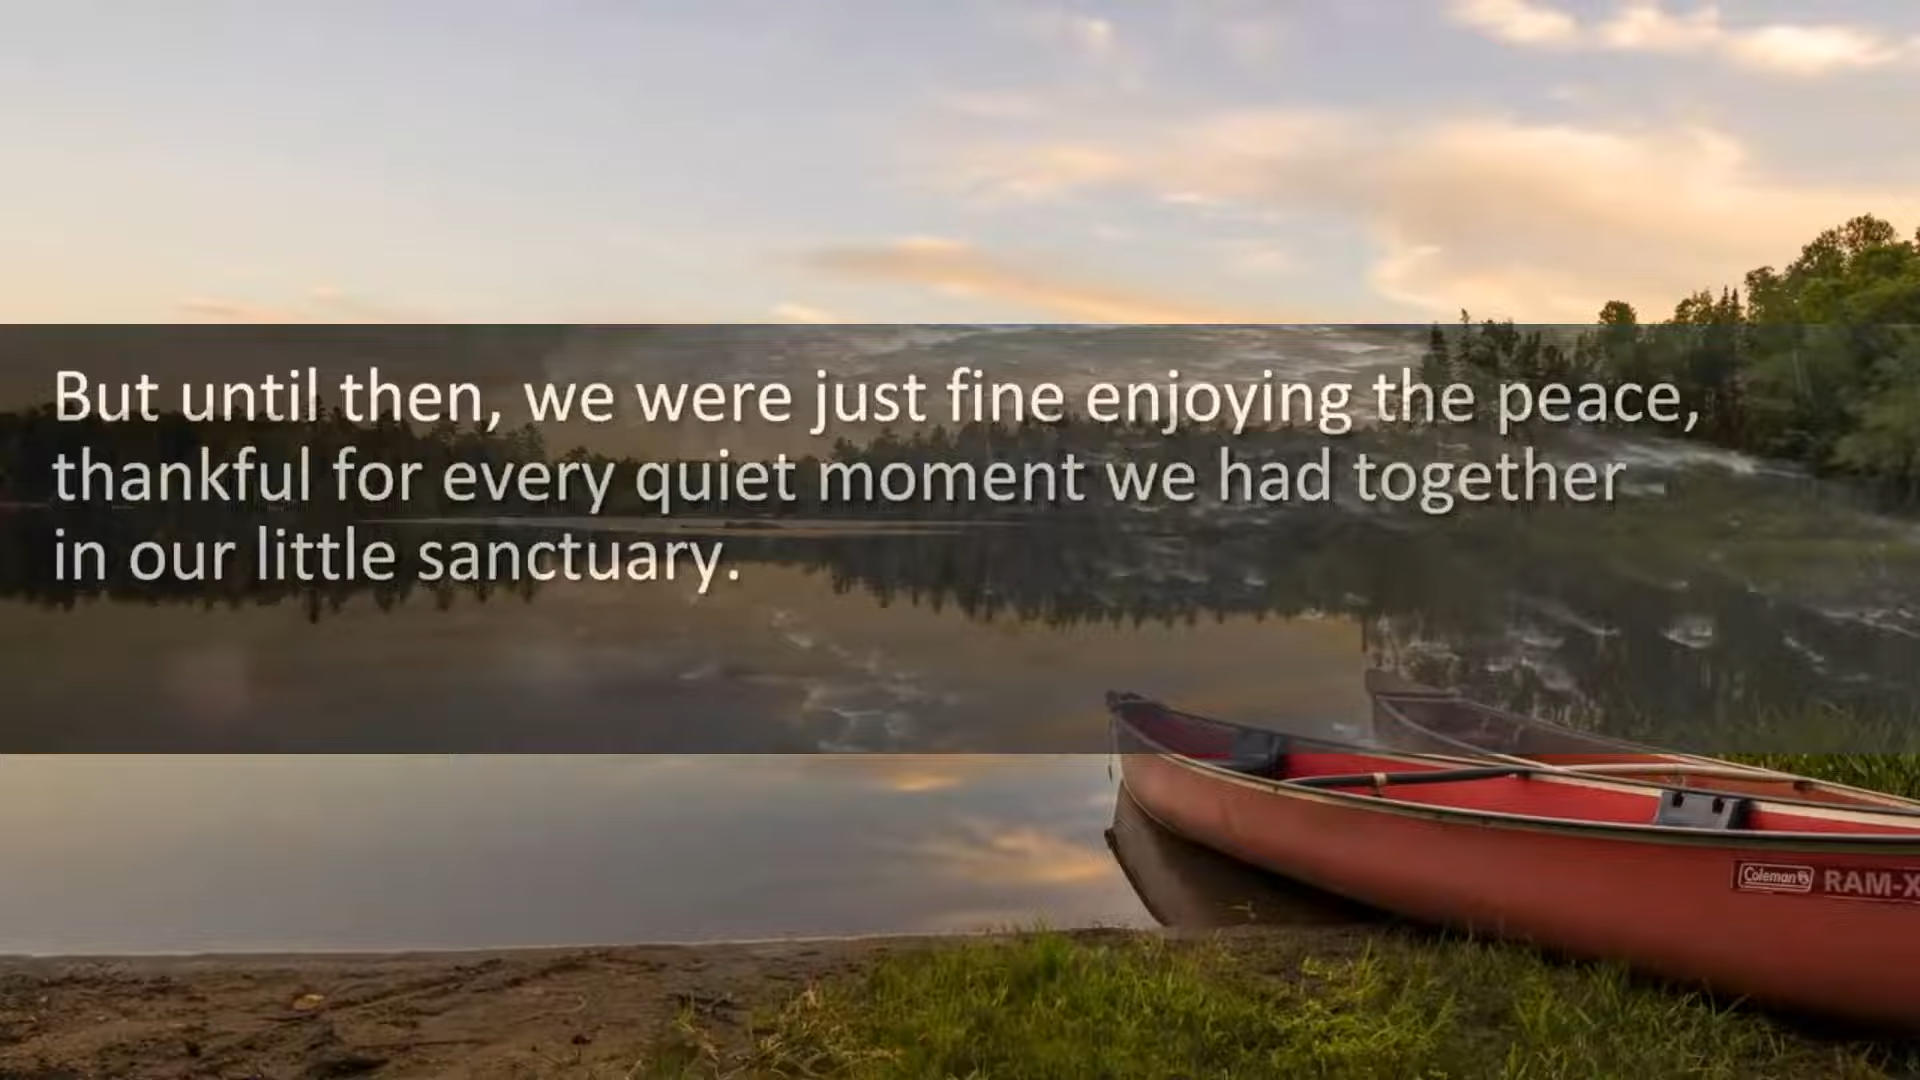 But until then, we were just fine enjoying the peace,
thankful for every quiet moment we had together
in our little sanctuary.
Coleman RAM-X